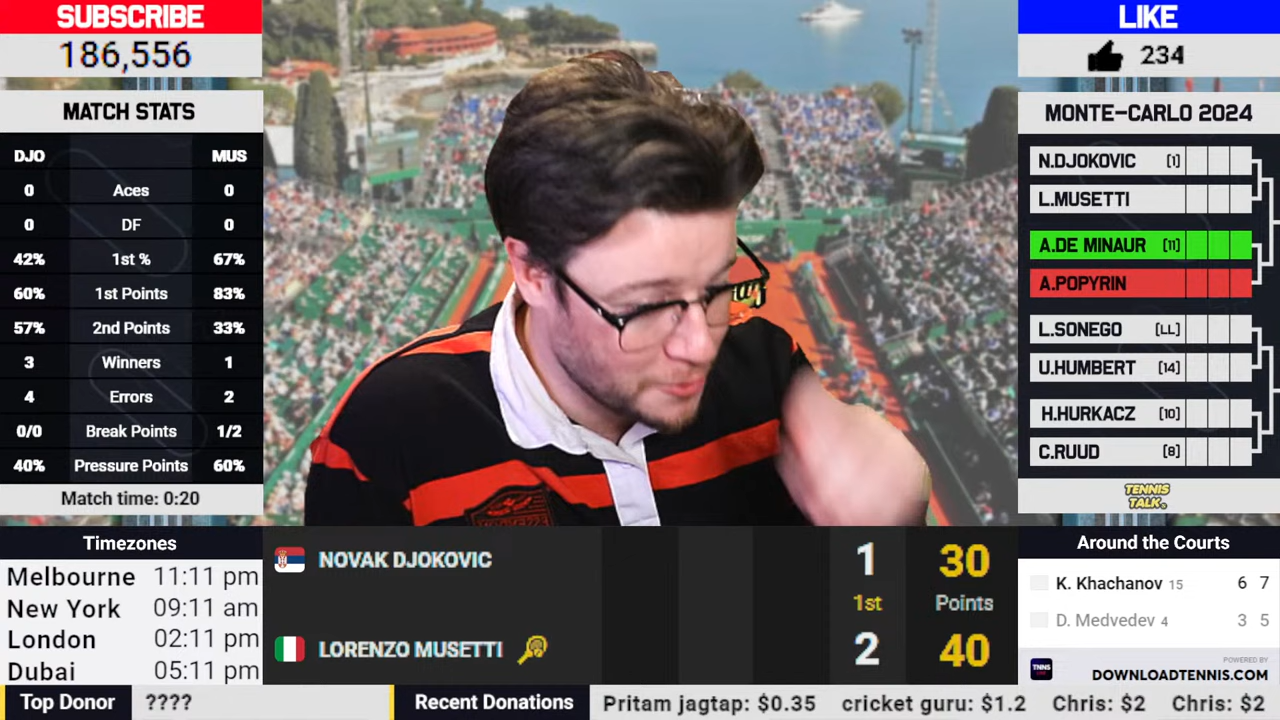 SUBSCRIBE
186,556
MATCH STATS
DJO MUS
0 Aces 0
0 DF 0
42% 1st % 67%
60% 1st Points 83%
57% 2nd Points 33%
3 Winners 1
4 Errors 2
0/0 Break Points 1/2
40% Pressure Points 60%
Match time: 0:20
Timezones
Melbourne 11:11 pm
New York 09:11 am
London 02:11 pm
Dubai 05:11 pm
NOVAK DJOKOVIC 1 30
1st Points
LORENZO MUSETTI 2 40
LIKE
234
MONTE-CARLO 2024
N.DJOKOVIC [1]
L.MUSETTI
A.DE MINAUR [11]
A.POPYRIN
L.SONEGO [LL]
U.HUMBERT [14]
H.HURKACZ [10]
C.RUUD [8]
TENNIS
TALK.
Around the Courts
K. Khachanov 15 6 7
D. Medvedev 4 3 5
TNNS
POWERED BY
DOWNLOADTENNIS.COM
Top Donor ???? Recent Donations Pritam jagtap: $0.35 cricket guru: $1.2 Chris: $2 Chris: $2